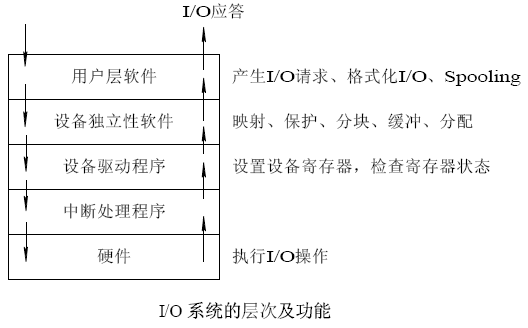 I/O应答
用户层软件 产生I/O请求、格式化I/O、Spooling
设备独立性软件 映射、保护、分块、缓冲、分配
设备驱动程序 设置设备寄存器，检查寄存器状态
中断处理程序
硬件 执行I/O操作
I/O 系统的层次及功能